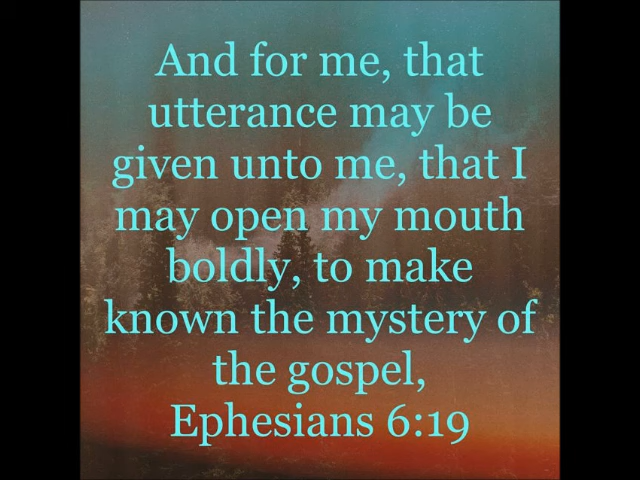 And for me, that
utterance may be
given unto me, that I
may open my mouth
boldly, to make
known the mystery of
the gospel,
Ephesians 6:19